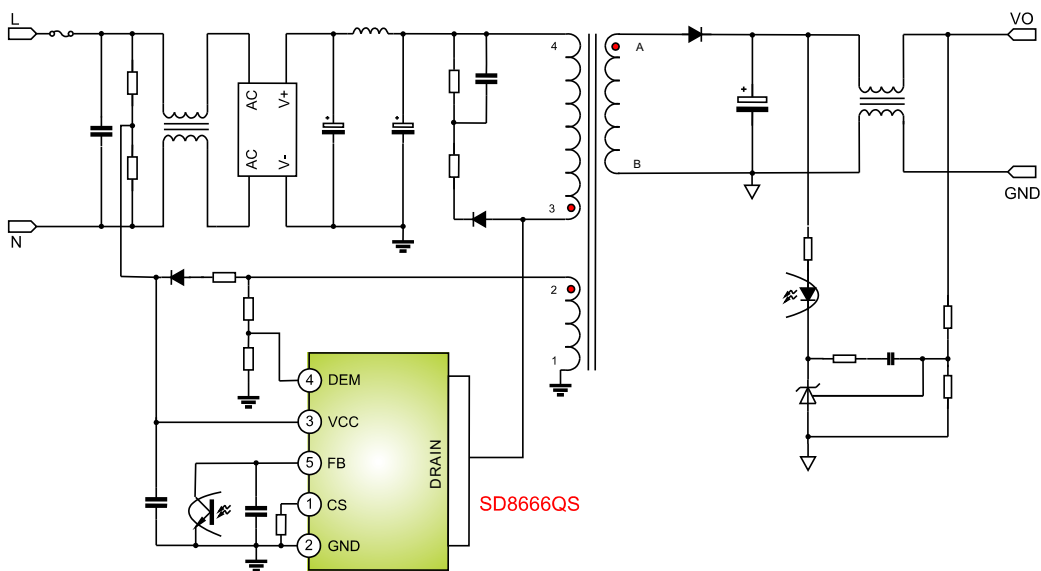 L
VO
4
A
AC
V+
AC
V-
B
GND
3
N
2
1
4 DEM
3 VCC
5 FB
DRAIN
1 CS
SD8666QS
2 GND